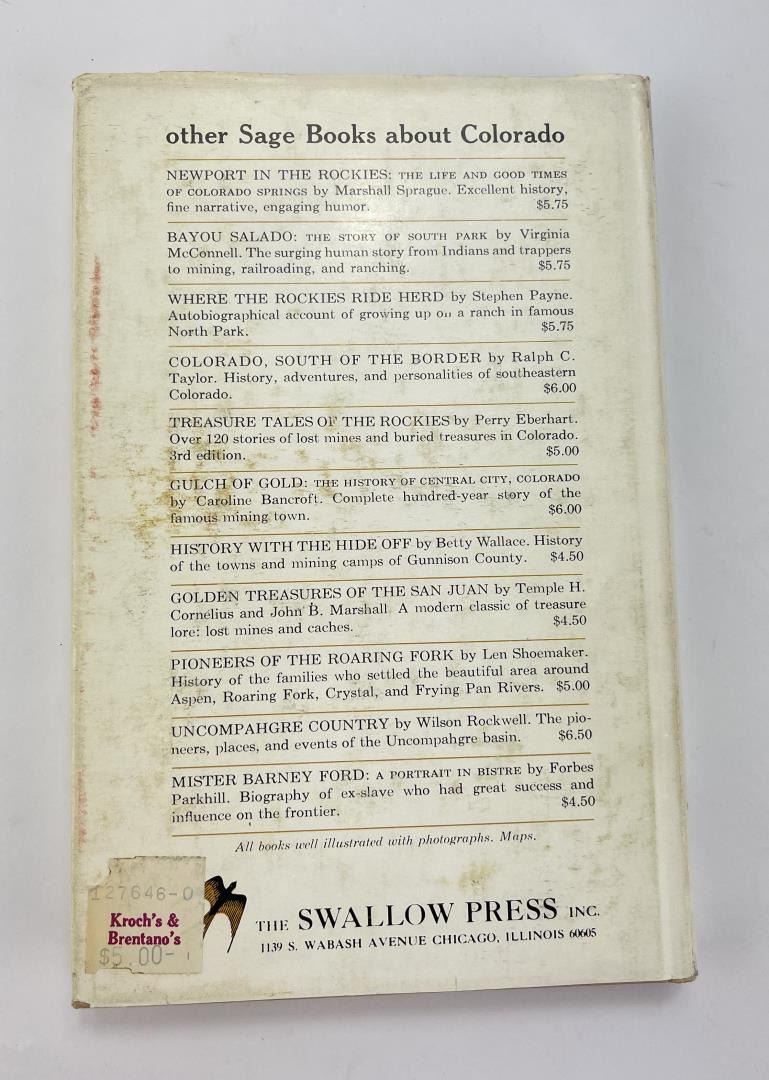 other Sage Books about Colorado
NEWPORT IN THE ROCKIES: THE LIFE AND GOOD TIMES
OF COLORADO SPRINGS by Marshall Sprague. Excellent history,
fine narrative, engaging humor. $5.75
BAYOU SALADO: THE STORY OF SOUTH PARK by Virginia
McConnell. The surging human story from Indians and trappers
to mining, railroading, and ranching. $5.75
WHERE THE ROCKIES RIDE HERD by Stephen Payne.
Autobiographical account of growing up on a ranch in famous
North Park. $5.75
COLORADO, SOUTH OF THE BORDER by Ralph C.
Taylor. History, adventures, and personalities of southeastern
Colorado. $6.00
TREASURE TALES OF THE ROCKIES by Perry Eberhart.
Over 120 stories of lost mines and buried treasures in Colorado.
3rd edition. $5.00
GULCH OF GOLD: THE HISTORY OF CENTRAL CITY, COLORADO
by Caroline Bancroft. Complete hundred-year story of the
famous mining town. $6.00
HISTORY WITH THE HIDE OFF by Betty Wallace. History
of the towns and mining camps of Gunnison County. $4.50
GOLDEN TREASURES OF THE SAN JUAN by Temple H.
Cornelius and John B. Marshall. A modern classic of treasure
lore: lost mines and caches. $4.50
PIONEERS OF THE ROARING FORK by Len Shoemaker.
History of the families who settled the beautiful area around
Aspen, Roaring Fork, Crystal, and Frying Pan Rivers. $5.00
UNCOMPAHGRE COUNTRY by Wilson Rockwell. The pio-
neers, places, and events of the Uncompahgre basin. $6.50
MISTER BARNEY FORD: A PORTRAIT IN BISTRE by Forbes
Parkhill. Biography of ex-slave who had great success and
influence on the frontier. $4.50
All books well illustrated with photographs. Maps.
127646-0
Kroch's &
Brentano's
$5.00-
THE SWALLOW PRESS INC.
1139 S. WABASH AVENUE CHICAGO, ILLINOIS 60605